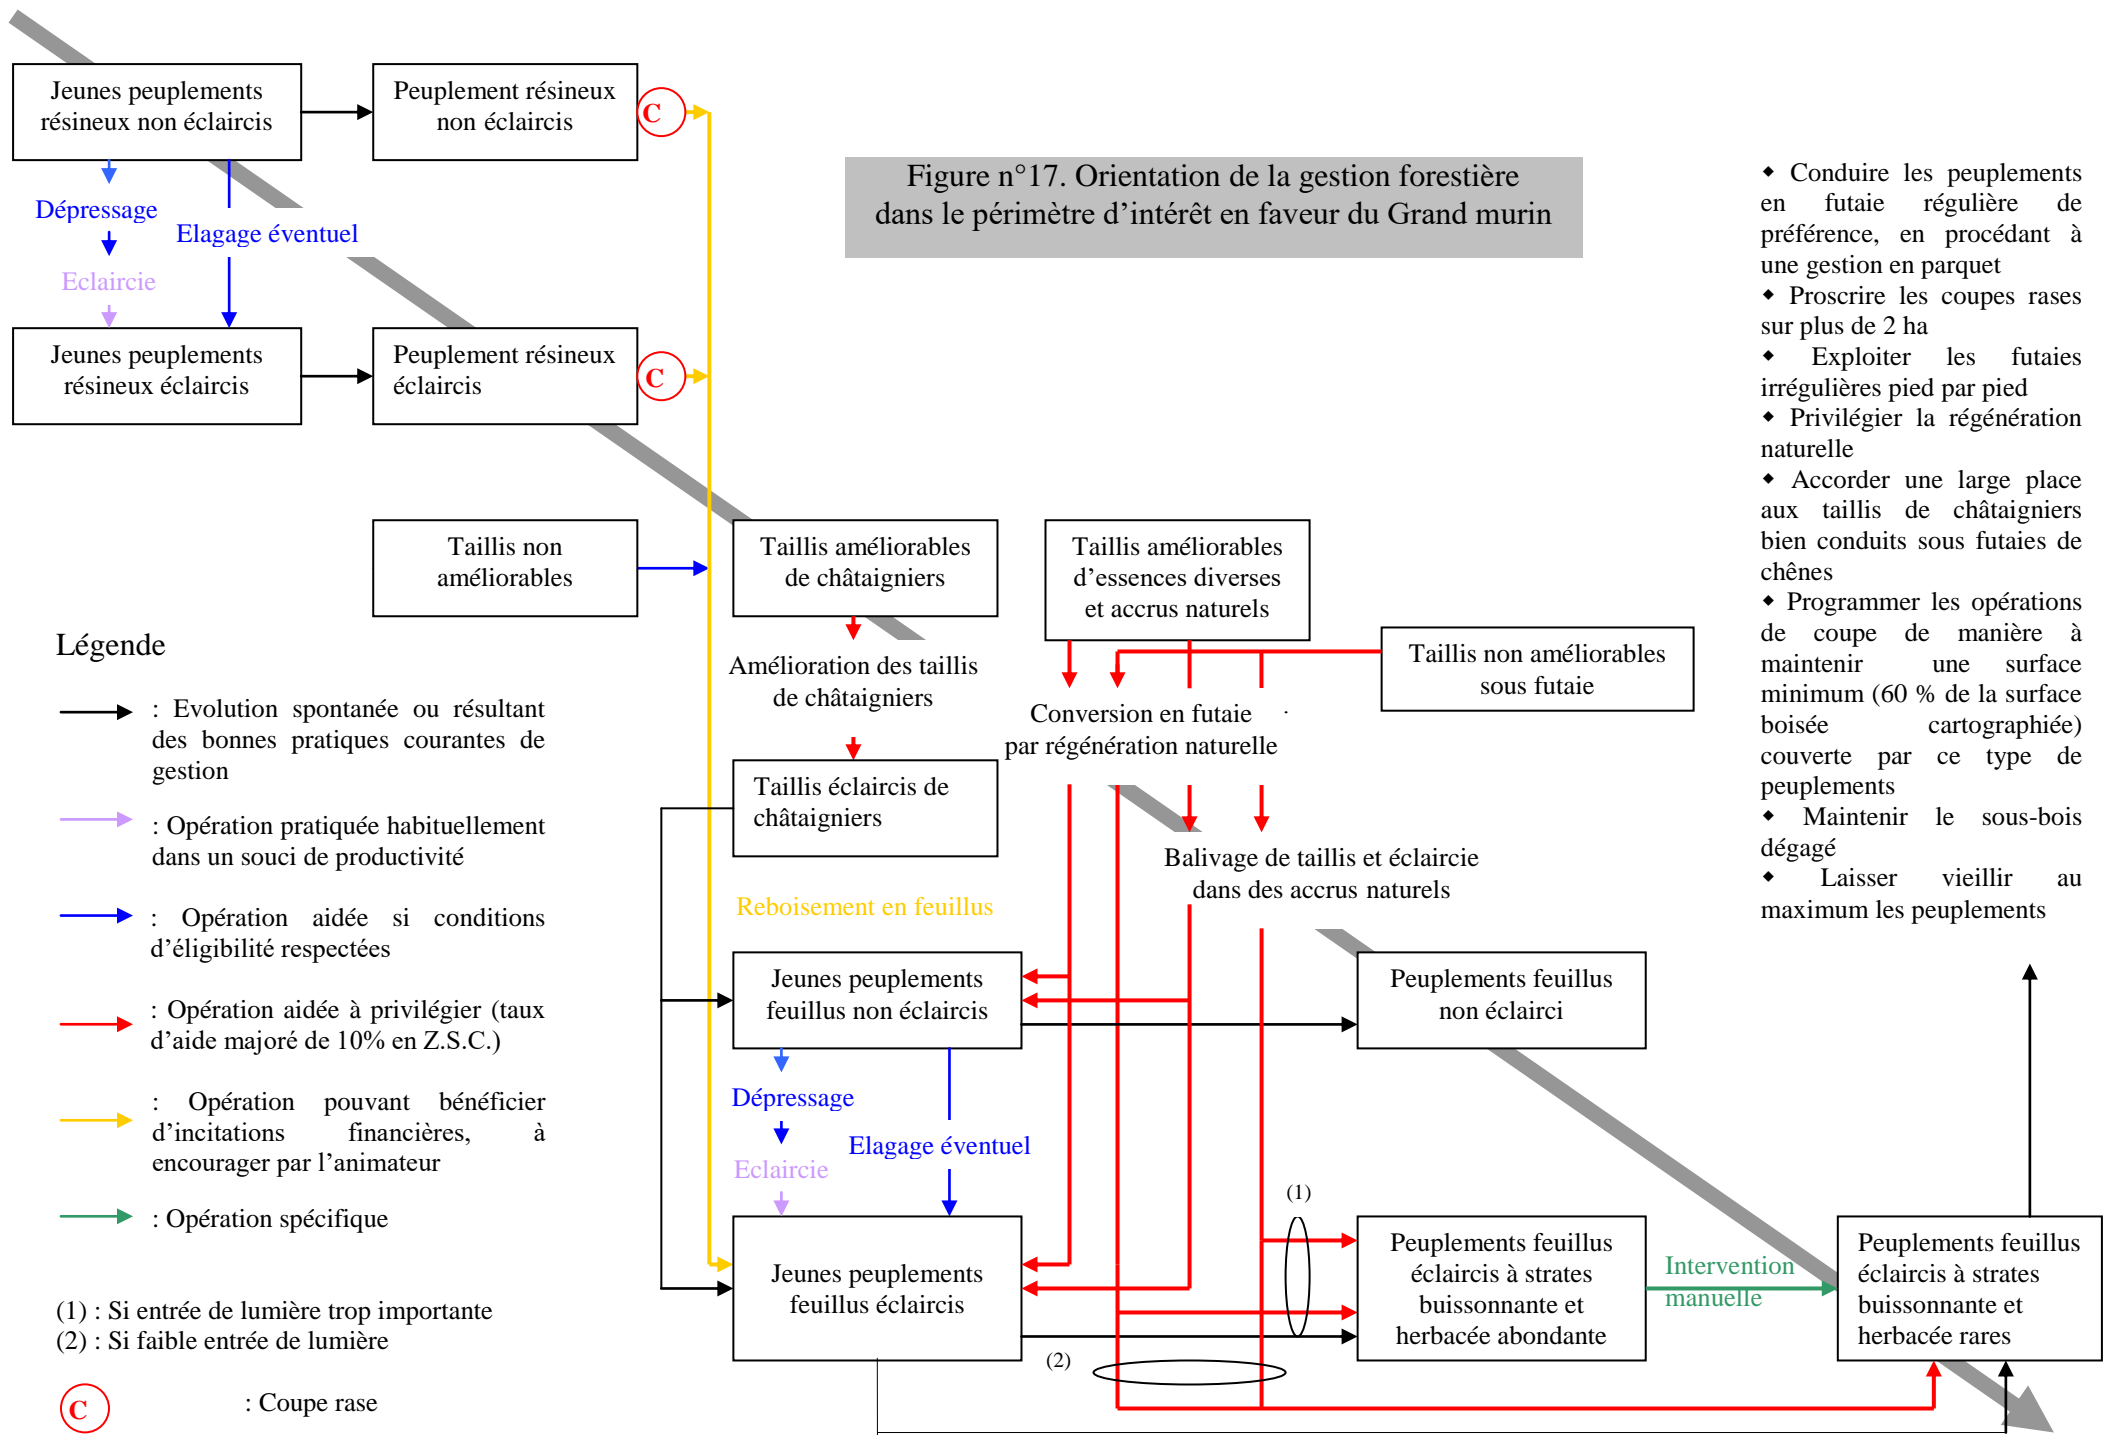 Jeunes peuplements
résineux non éclaircis
Peuplement résineux
non éclaircis
C
Dépressage
Elagage éventuel
Eclaircie
Jeunes peuplements
résineux éclaircis
Peuplement résineux
éclaircis
C
Figure n°17. Orientation de la gestion forestière
dans le périmètre d'intérêt en faveur du Grand murin
Taillis non
améliorables
Taillis améliorables
de châtaigniers
Taillis améliorables
d'essences diverses
et accrus naturels
Taillis non améliorables
sous futaie
Amélioration des taillis
de châtaigniers
Conversion en futaie
par régénération naturelle
Taillis éclaircis de
châtaigniers
Balivage de taillis et éclaircie
dans des accrus naturels
Reboisement en feuillus
Jeunes peuplements
feuillus non éclaircis
Peuplements feuillus
non éclairci
Dépressage
Elagage éventuel
Eclaircie
(1)
Jeunes peuplements
feuillus éclaircis
(2)
Peuplements feuillus
éclaircis à strates
buissonnante et
herbacée abondante
Intervention
manuelle
Peuplements feuillus
éclaircis à strates
buissonnante et
herbacée rares
◆ Conduire les peuplements
en futaie régulière de
préférence, en procédant à
une gestion en parquet
◆ Proscrire les coupes rases
sur plus de 2 ha
◆ Exploiter les futaies
irrégulières pied par pied
◆ Privilégier la régénération
naturelle
◆ Accorder une large place
aux taillis de châtaigniers
bien conduits sous futaies de
chênes
◆ Programmer les opérations
de coupe de manière à
maintenir une surface
minimum (60 % de la surface
boisée cartographiée)
couverte par ce type de
peuplements
◆ Maintenir le sous-bois
dégagé
◆ Laisser vieillir au
maximum les peuplements
Légende
: Evolution spontanée ou résultant
des bonnes pratiques courantes de
gestion
: Opération pratiquée habituellement
dans un souci de productivité
: Opération aidée si conditions
d'éligibilité respectées
: Opération aidée à privilégier (taux
d'aide majoré de 10% en Z.S.C.)
: Opération pouvant bénéficier
d'incitations financières, à
encourager par l'animateur
: Opération spécifique
(1) : Si entrée de lumière trop importante
(2) : Si faible entrée de lumière
C : Coupe rase